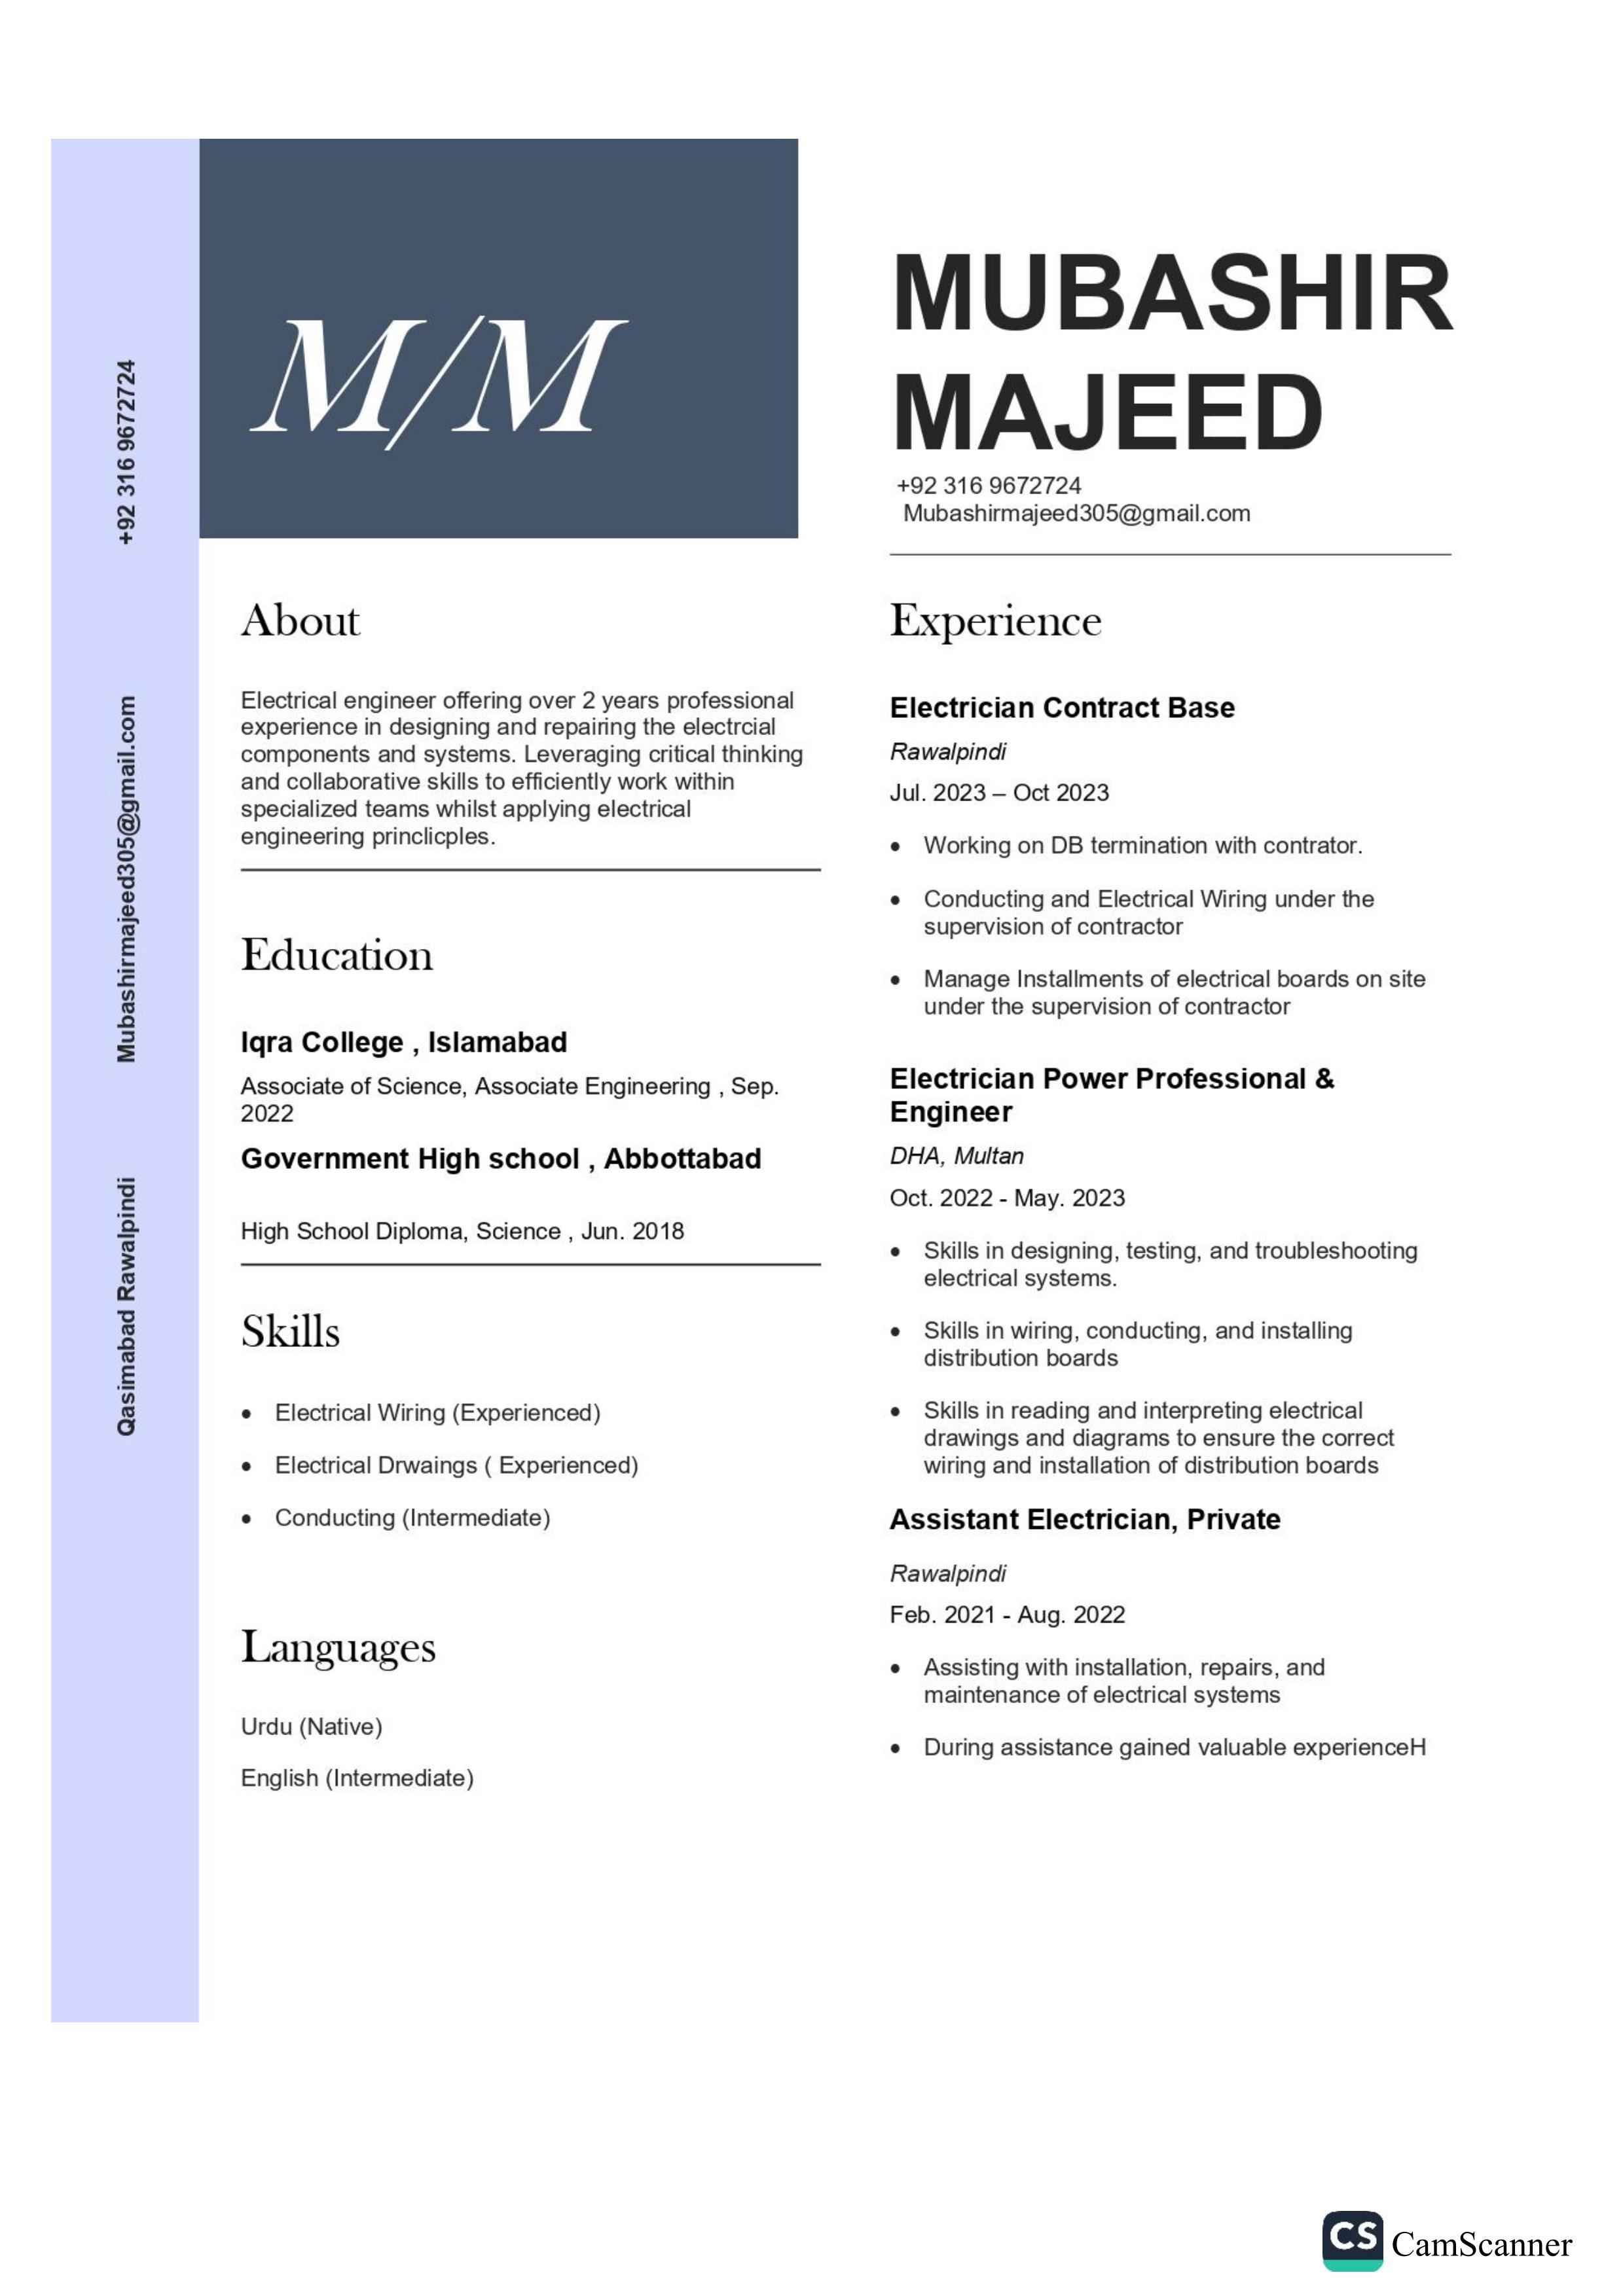 +92 316 9672724
Mubashirmajeed305@gmail.com
Qasimabad Rawalpindi
M/M
MUBASHIR
MAJEED
+92 316 9672724
Mubashirmajeed305@gmail.com
About
Electrical engineer offering over 2 years professional
experience in designing and repairing the electrcial
components and systems. Leveraging critical thinking
and collaborative skills to efficiently work within
specialized teams whilst applying electrical
engineering princlicples.
Education
Iqra College , Islamabad
Associate of Science, Associate Engineering , Sep.
2022
Government High school , Abbottabad
High School Diploma, Science , Jun. 2018
Skills
• Electrical Wiring (Experienced)
• Electrical Drwaings ( Experienced)
• Conducting (Intermediate)
Languages
Urdu (Native)
English (Intermediate)
Experience
Electrician Contract Base
Rawalpindi
Jul. 2023 – Oct 2023
• Working on DB termination with contrator.
• Conducting and Electrical Wiring under the
supervision of contractor
• Manage Installments of electrical boards on site
under the supervision of contractor
Electrician Power Professional &
Engineer
DHA, Multan
Oct. 2022 - May. 2023
• Skills in designing, testing, and troubleshooting
electrical systems.
• Skills in wiring, conducting, and installing
distribution boards
• Skills in reading and interpreting electrical
drawings and diagrams to ensure the correct
wiring and installation of distribution boards
Assistant Electrician, Private
Rawalpindi
Feb. 2021 - Aug. 2022
• Assisting with installation, repairs, and
maintenance of electrical systems
• During assistance gained valuable experienceH
CS CamScanner